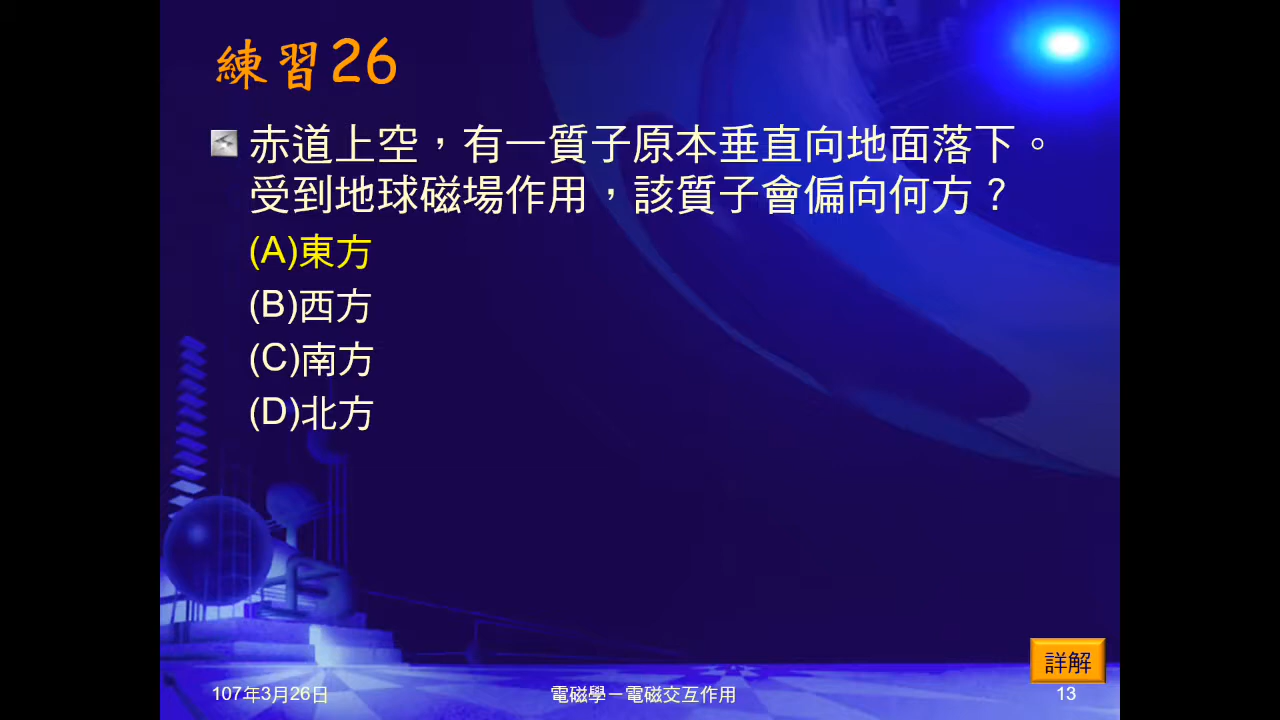 練習26
赤道上空，有一質子原本垂直向地面落下。
受到地球磁場作用，該質子會偏向何方？
(A)東方
(B)西方
(C)南方
(D)北方
詳解
107年3月26日
電磁學－電磁交互作用
13